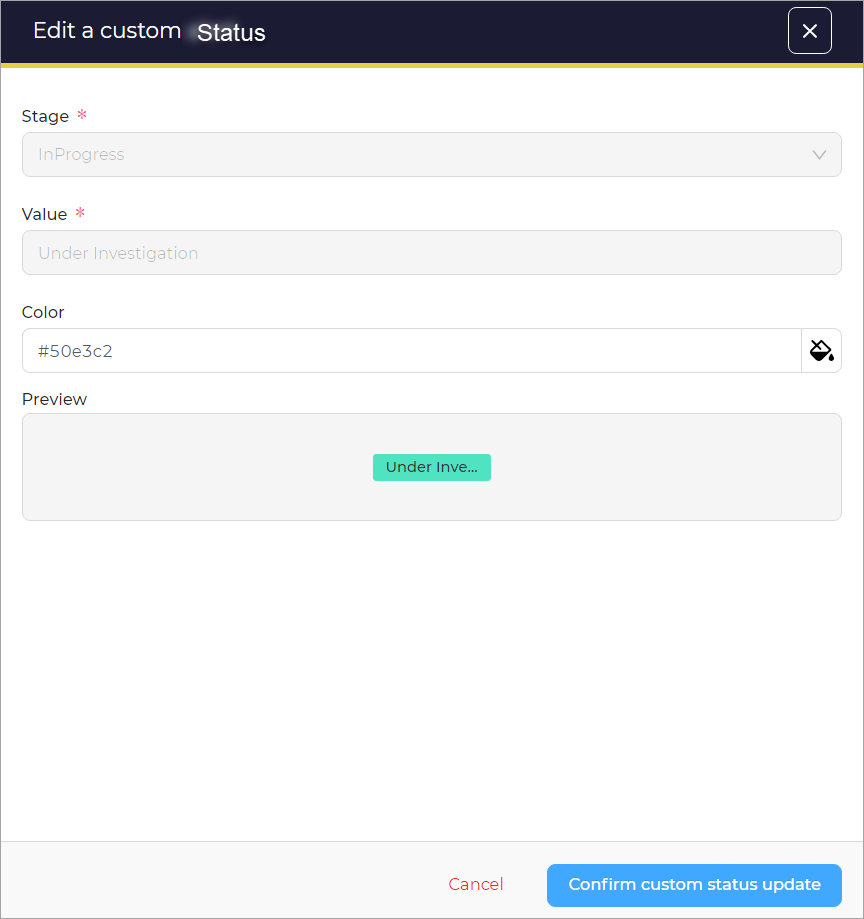 Edit a custom Status
Stage *
InProgress
Value *
Under Investigation
Color
#50e3c2
Preview
Under Inve...
Cancel
Confirm custom status update